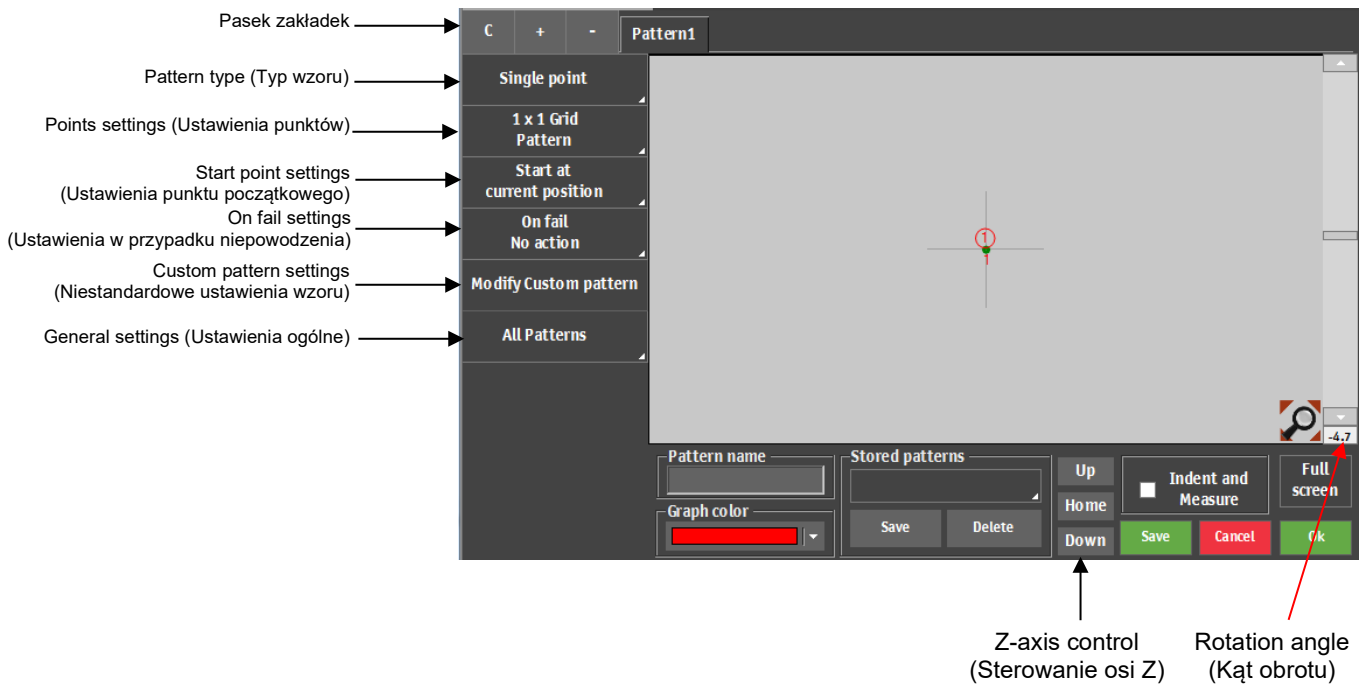 Pasek zakładek
C + - Pattern1
Pattern type (Typ wzoru)
Single point
Points settings (Ustawienia punktów)
1 x 1 Grid
Pattern
Start point settings
(Ustawienia punktu początkowego)
Start at
current position
On fail settings
(Ustawienia w przypadku niepowodzenia)
On fail
No action
Custom pattern settings
(Niestandardowe ustawienia wzoru)
Modify Custom pattern
General settings (Ustawienia ogólne)
All Patterns
1
1
-4.7
Pattern name
Stored patterns
Graph color
Save
Delete
Up
Home
Down
Indent and
Measure
Full
screen
Save
Cancel
Ok
Z-axis control
(Sterowanie osi Z)
Rotation angle
(Kąt obrotu)